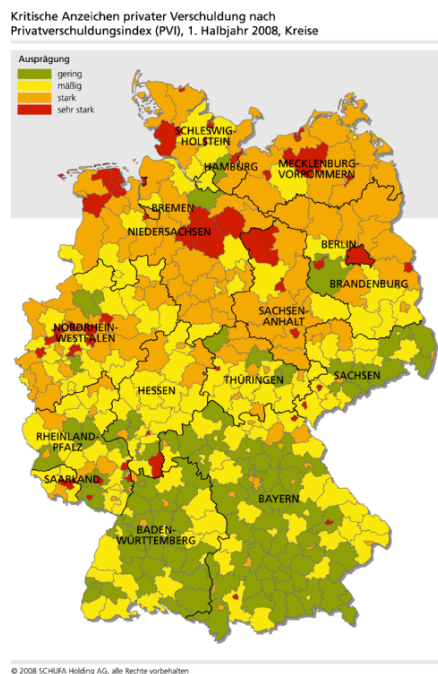 Kritische Anzeichen privater Verschuldung nach
Privatverschuldungsindex (PVI), 1. Halbjahr 2008, Kreise
Ausprägung
gering
mäßig
stark
sehr stark
SCHLESWIG-
HOLSTEIN
HAMBURG
MECKLENBURG-
VORPOMMERN
BREMEN
NIEDERSACHSEN
BERLIN
BRANDENBURG
SACHSEN-
ANHALT
NORDRHEIN-
WESTFALEN
SACHSEN
THÜRINGEN
HESSEN
RHEINLAND-
PFALZ
SAARLAND
BAYERN
BADEN-
WÜRTTEMBERG
© 2008 SCHUFA Holding AG, alle Rechte vorbehalten